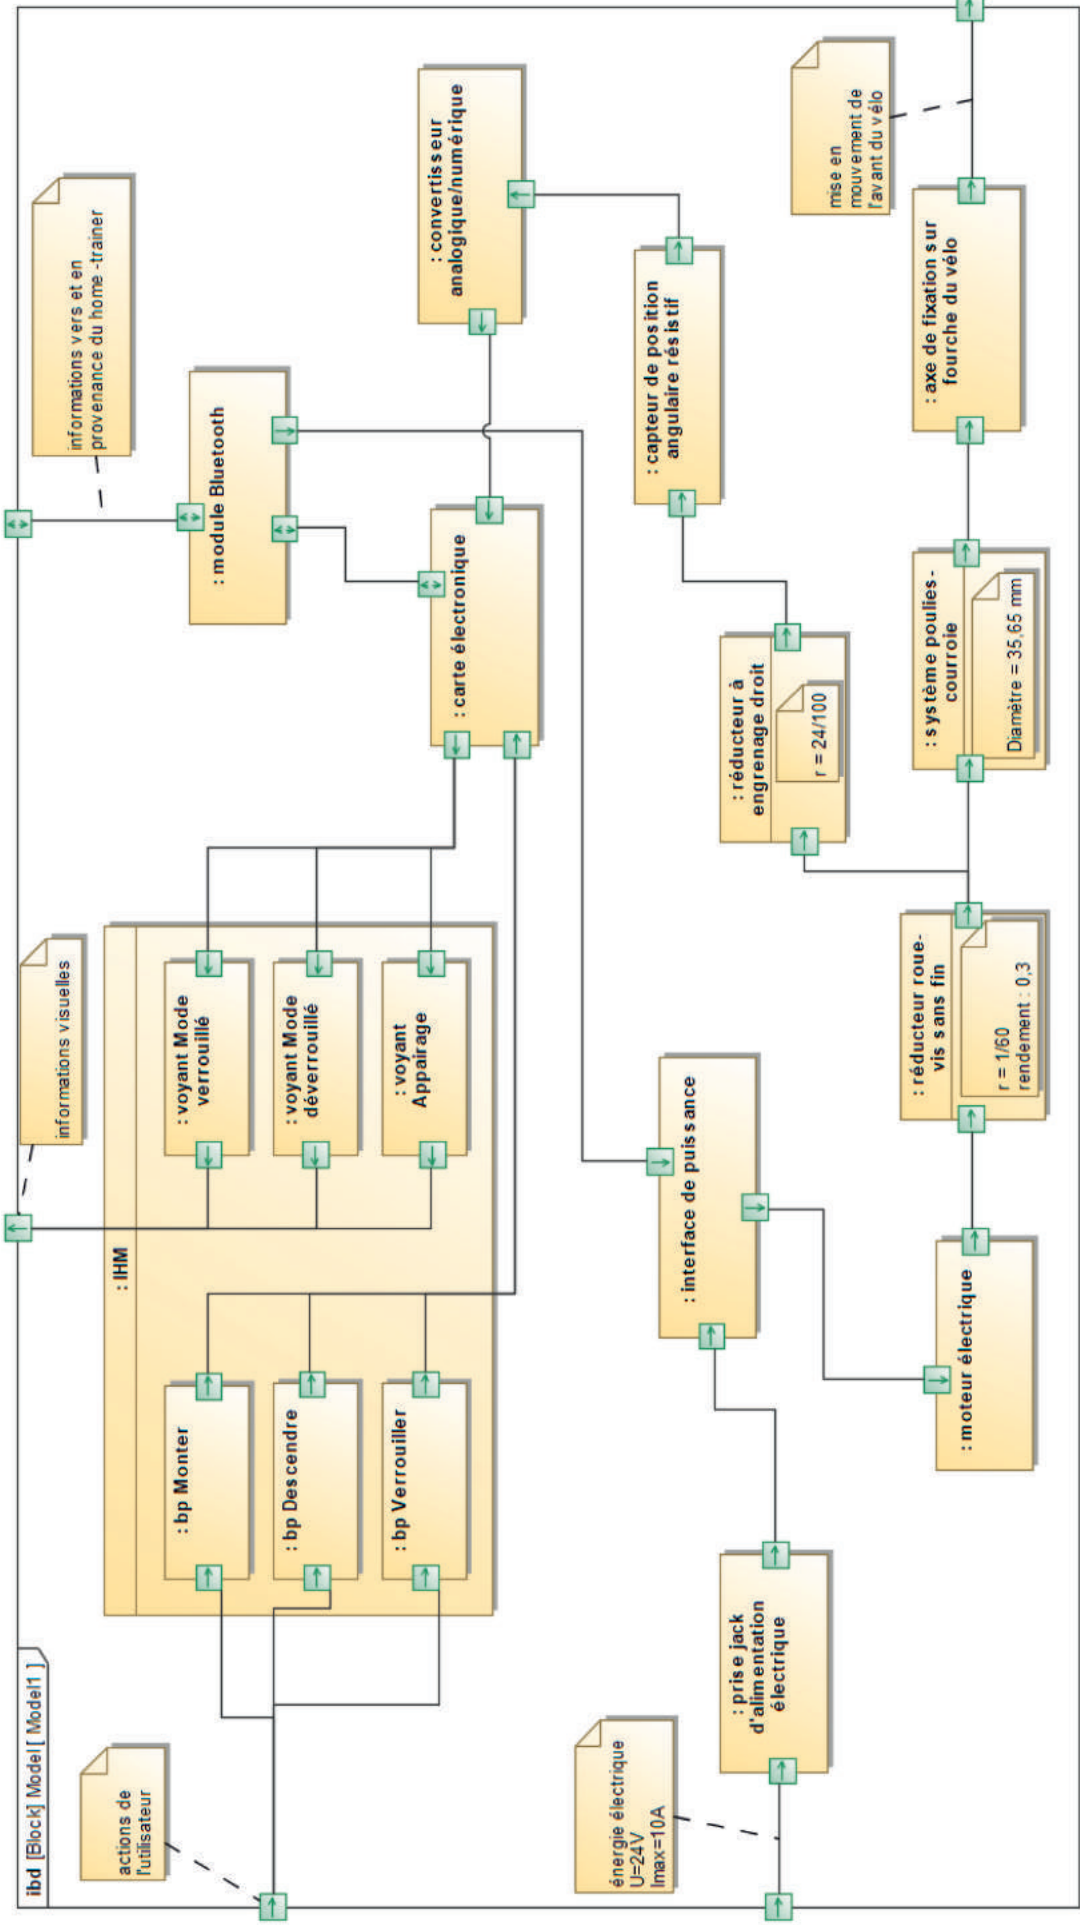 ibd [Block] Model [ Model1 ]
actions de
l'utilisateur
informations visuelles
informations vers et en
provenance du home -trainer
: IHM
: bp Monter
: bp Descendre
: bp Verrouiller
: voyant Mode
verrouillé
: voyant Mode
déverrouillé
: voyant
Appairage
: module Bluetooth
: carte électronique
: convertisseur
analogique/numérique
énergie électrique
U=24V
Imax=10A
: prise jack
d'alimentation
électrique
: interface de puissance
: moteur électrique
: réducteur roue-
vis sans fin
r = 1/60
rendement : 0,3
: réducteur à
engrenage droit
r = 24/100
: capteur de position
angulaire résistif
: système poulies-
courroie
Diamètre = 35,65 mm
: axe de fixation sur
fourche du vélo
mise en
mouvement de
l'avant du vélo